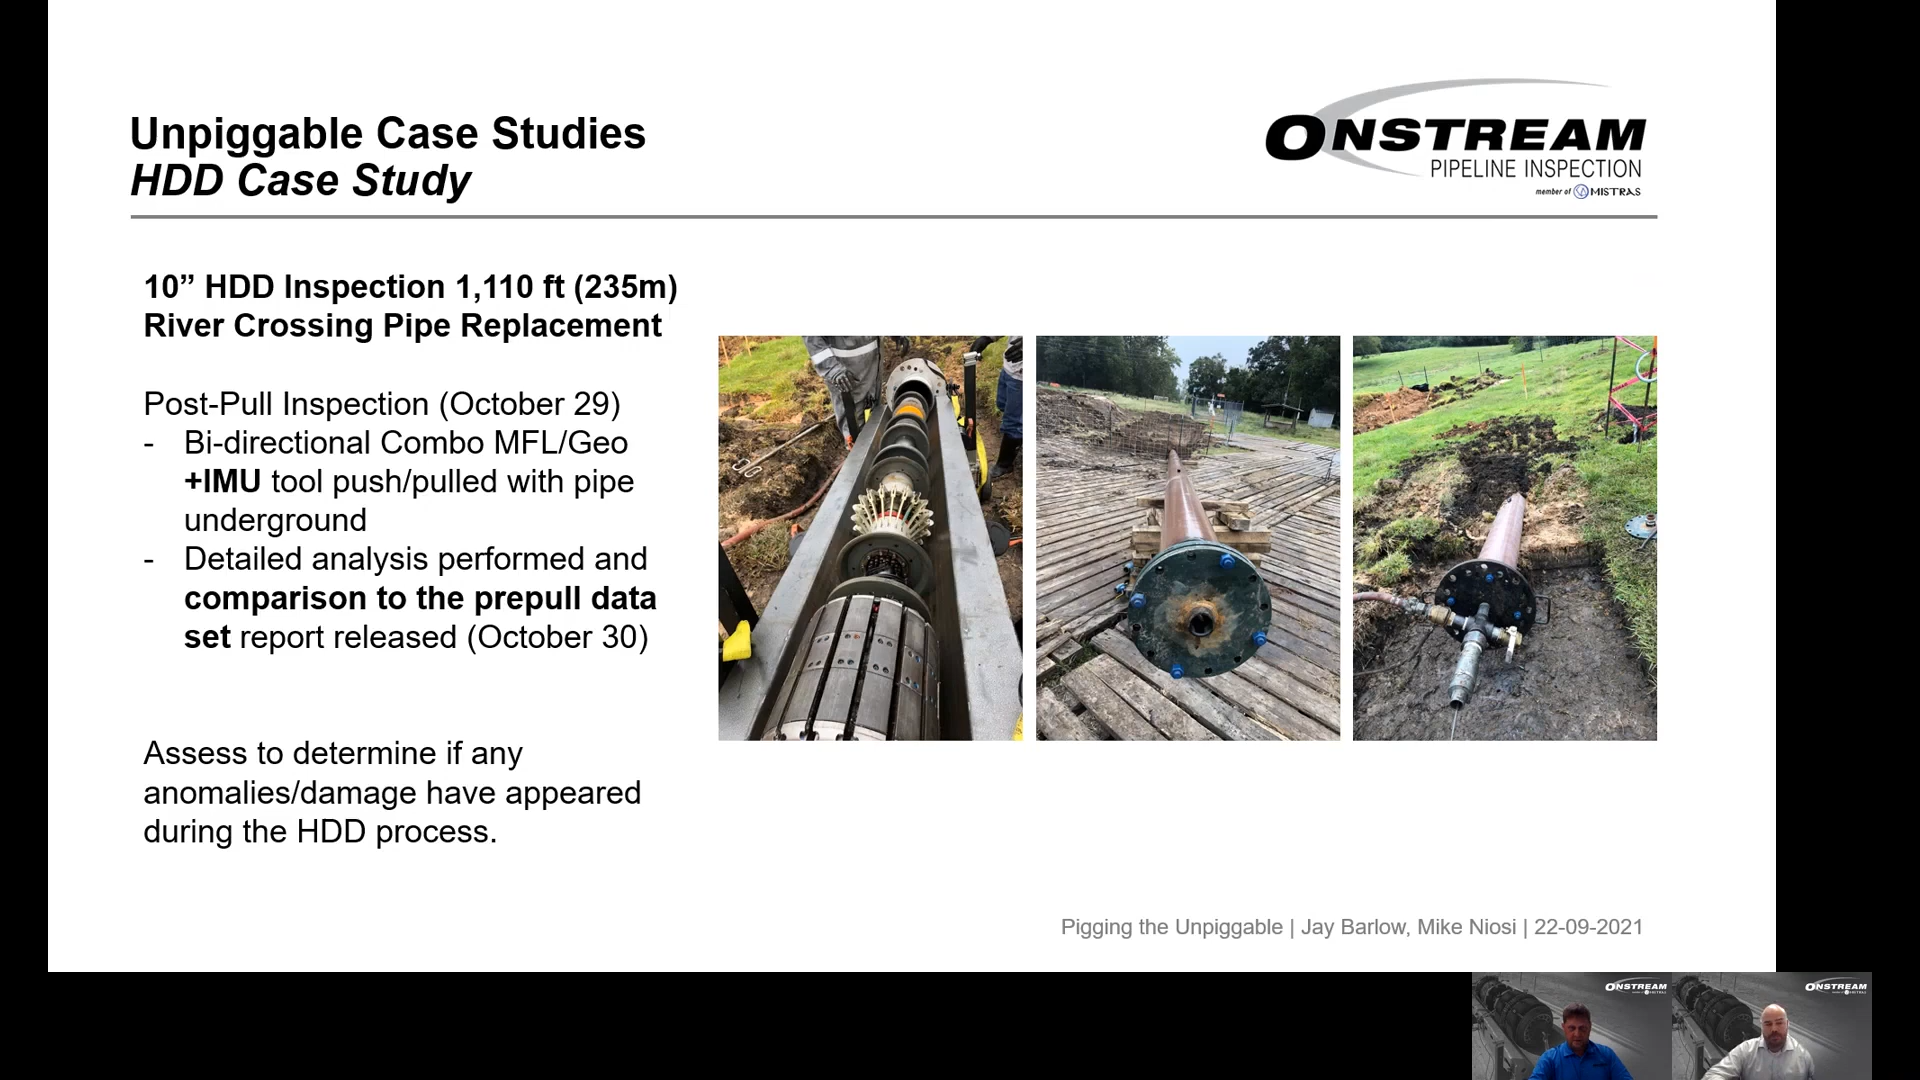 Unpiggable Case Studies
HDD Case Study
ONSTREAM
PIPELINE INSPECTION
member of MISTRAS
10” HDD Inspection 1,110 ft (235m)
River Crossing Pipe Replacement
Post-Pull Inspection (October 29)
- Bi-directional Combo MFL/Geo
+IMU tool push/pulled with pipe
underground
- Detailed analysis performed and
comparison to the prepull data
set report released (October 30)
Assess to determine if any
anomalies/damage have appeared
during the HDD process.
Pigging the Unpiggable | Jay Barlow, Mike Niosi | 22-09-2021
ONSTREAM
ONSTREAM